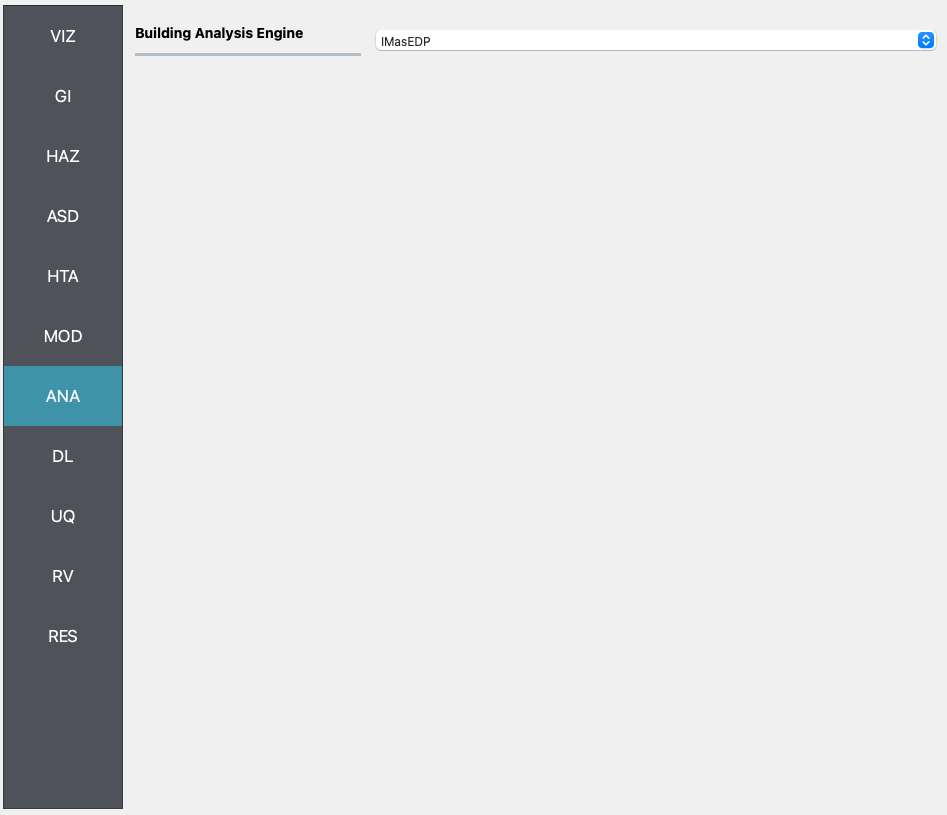 VIZ
GI
HAZ
ASD
HTA
MOD
ANA
DL
UQ
RV
RES
Building Analysis Engine
IMasEDP